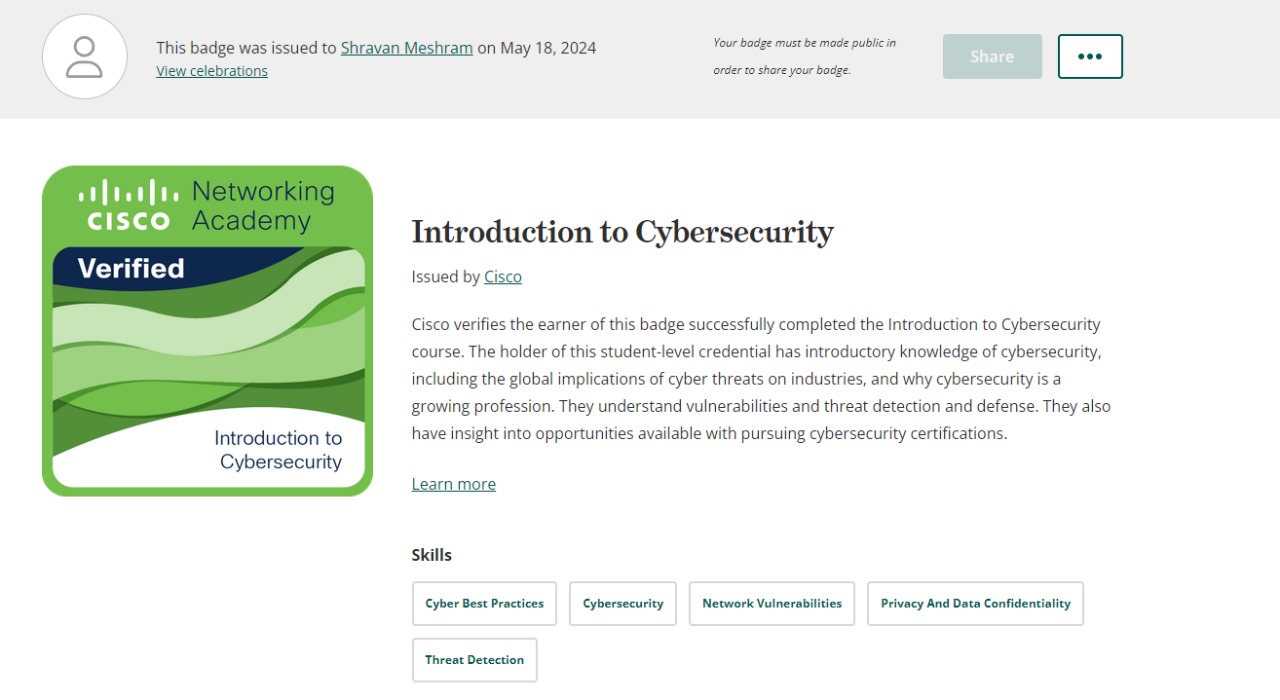 This badge was issued to Shravan Meshram on May 18, 2024
View celebrations
Your badge must be made public in
order to share your badge.
Share
CISCO
Networking
Academy
Verified
Introduction to
Cybersecurity
Introduction to Cybersecurity
Issued by Cisco
Cisco verifies the earner of this badge successfully completed the Introduction to Cybersecurity
course. The holder of this student-level credential has introductory knowledge of cybersecurity,
including the global implications of cyber threats on industries, and why cybersecurity is a
growing profession. They understand vulnerabilities and threat detection and defense. They also
have insight into opportunities available with pursuing cybersecurity certifications.
Learn more
Skills
Cyber Best Practices
Cybersecurity
Network Vulnerabilities
Privacy And Data Confidentiality
Threat Detection